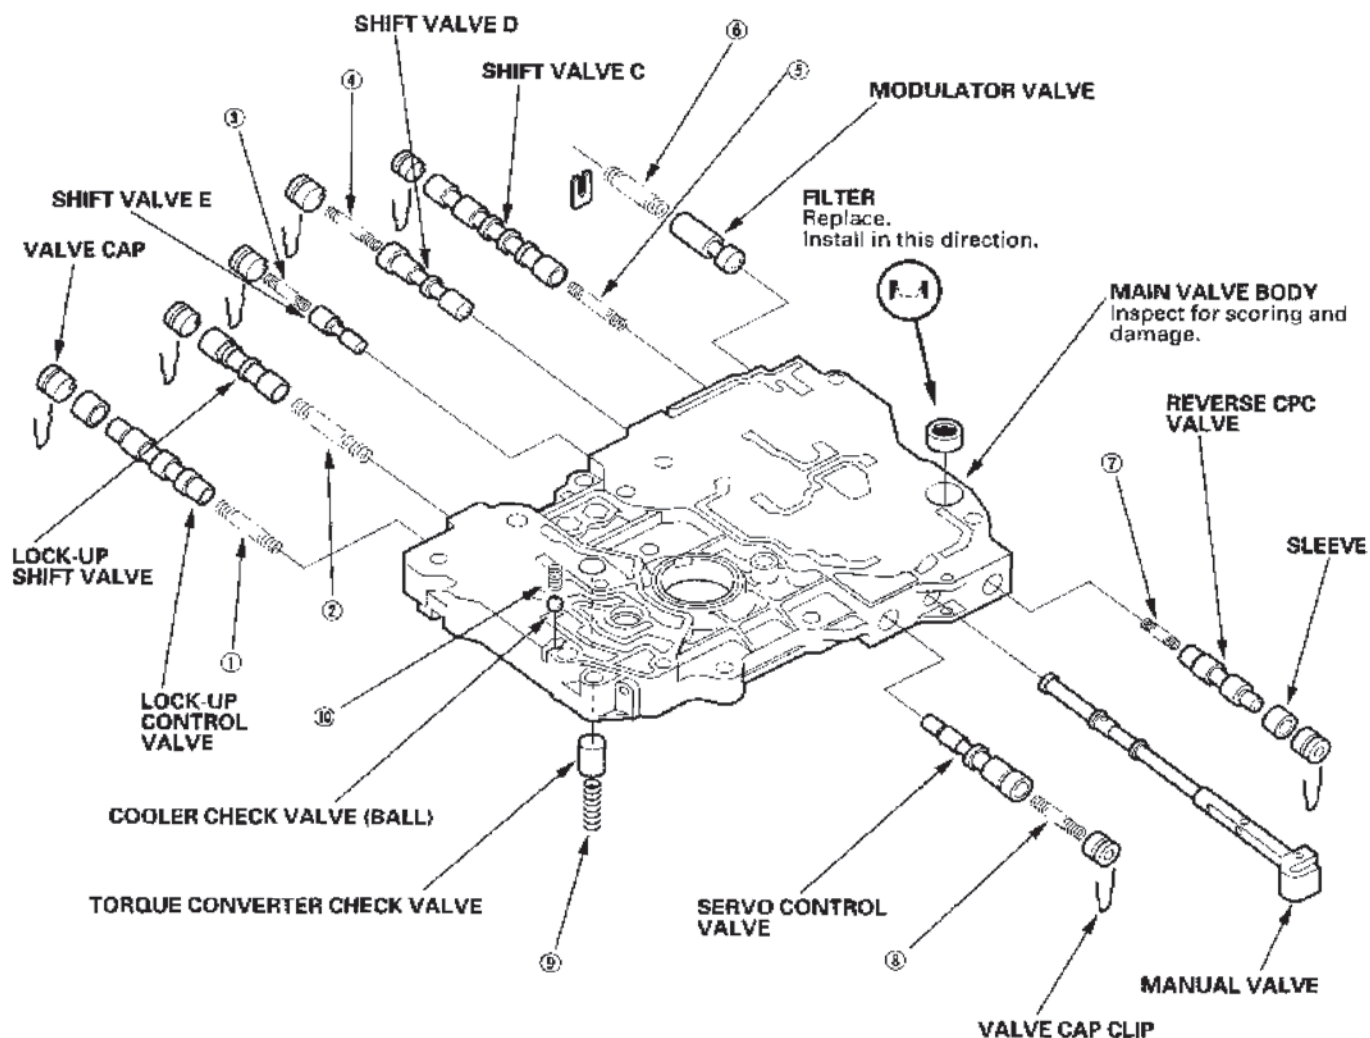 SHIFT VALVE D
⑥
SHIFT VALVE C
⑤
④
MODULATOR VALVE
③
SHIFT VALVE E
FILTER
Replace.
Install in this direction.
VALVE CAP
MAIN VALVE BODY
Inspect for scoring and
damage.
REVERSE CPC
VALVE
⑦
SLEEVE
LOCK-UP
SHIFT VALVE
②
①
LOCK-UP
CONTROL
VALVE
⑩
COOLER CHECK VALVE (BALL)
TORQUE CONVERTER CHECK VALVE
⑨
SERVO CONTROL
VALVE
⑧
MANUAL VALVE
VALVE CAP CLIP